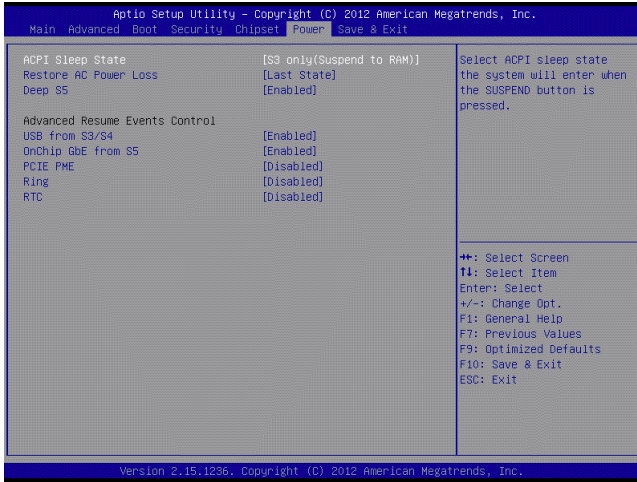 Aptio Setup Utility – Copyright (C) 2012 American Megatrends, Inc.
Main Advanced Boot Security Chipset Power Save & Exit
ACPI Sleep State [S3 only(Suspend to RAM)]
Restore AC Power Loss [Last State]
Deep S5 [Enabled]
Advanced Resume Events Control
USB from S3/S4 [Enabled]
OnChip GbE from S5 [Enabled]
PCIE PME [Disabled]
Ring [Disabled]
RTC [Disabled]
Select ACPI sleep state
the system will enter when
the SUSPEND button is
pressed.
→←: Select Screen
↑↓: Select Item
Enter: Select
+/-: Change Opt.
F1: General Help
F7: Previous Values
F9: Optimized Defaults
F10: Save & Exit
ESC: Exit
Version 2.15.1236. Copyright (C) 2012 American Megatrends, Inc.